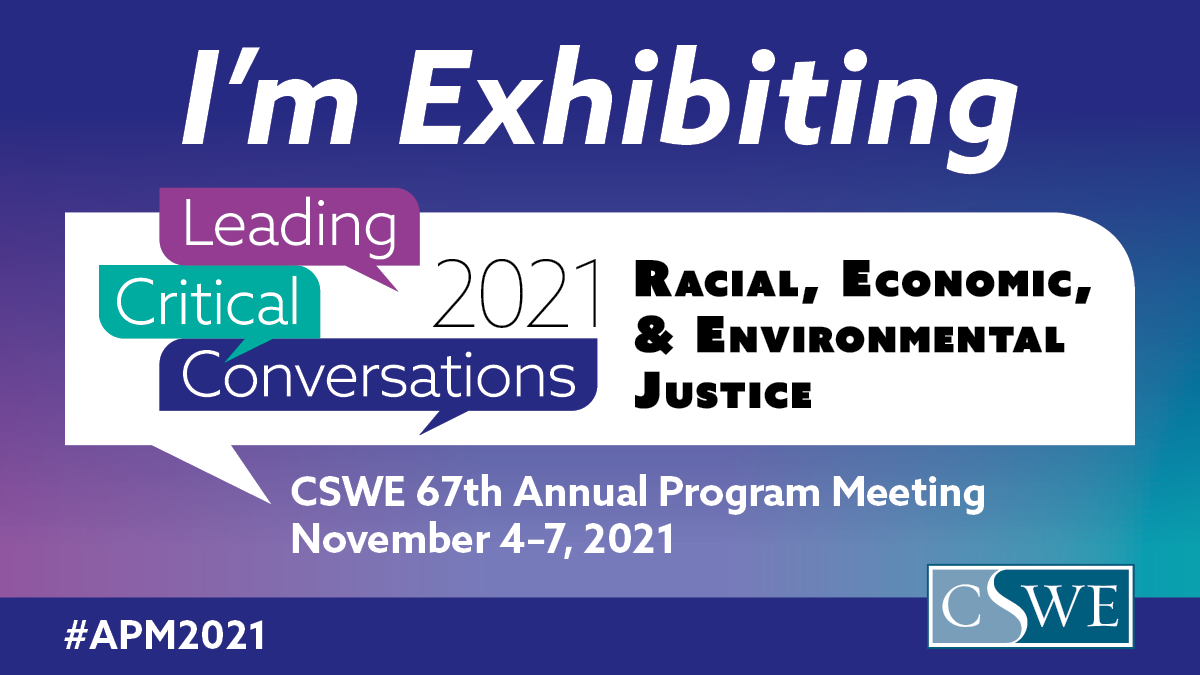 I'm Exhibiting
Leading
Critical
Conversations
2021
RACIAL, ECONOMIC,
& ENVIRONMENTAL
JUSTICE
CSWE 67th Annual Program Meeting
November 4–7, 2021
#APM2021
CSWE